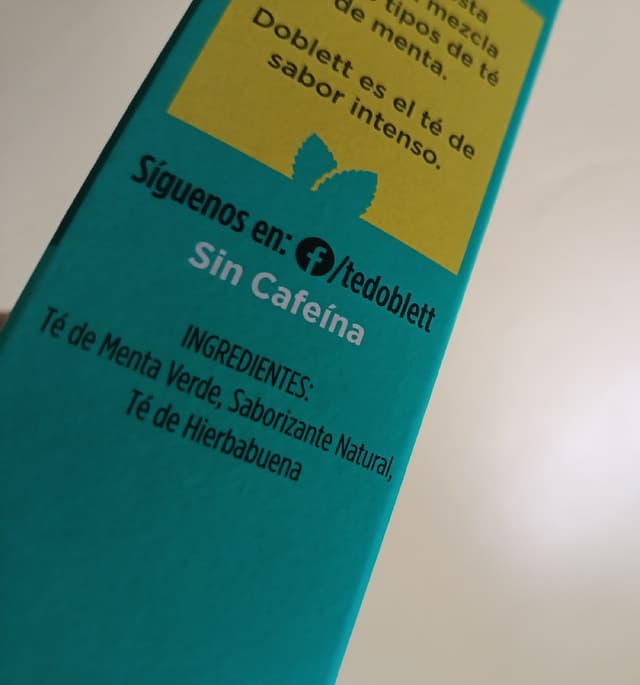 mezcla
tipos de té
de menta.
Doblett es el té de
sabor intenso.
Síguenos en: f/tedoblett
Sin Cafeína
INGREDIENTES:
Té de Menta Verde, Saborizante Natural,
Té de Hierbabuena